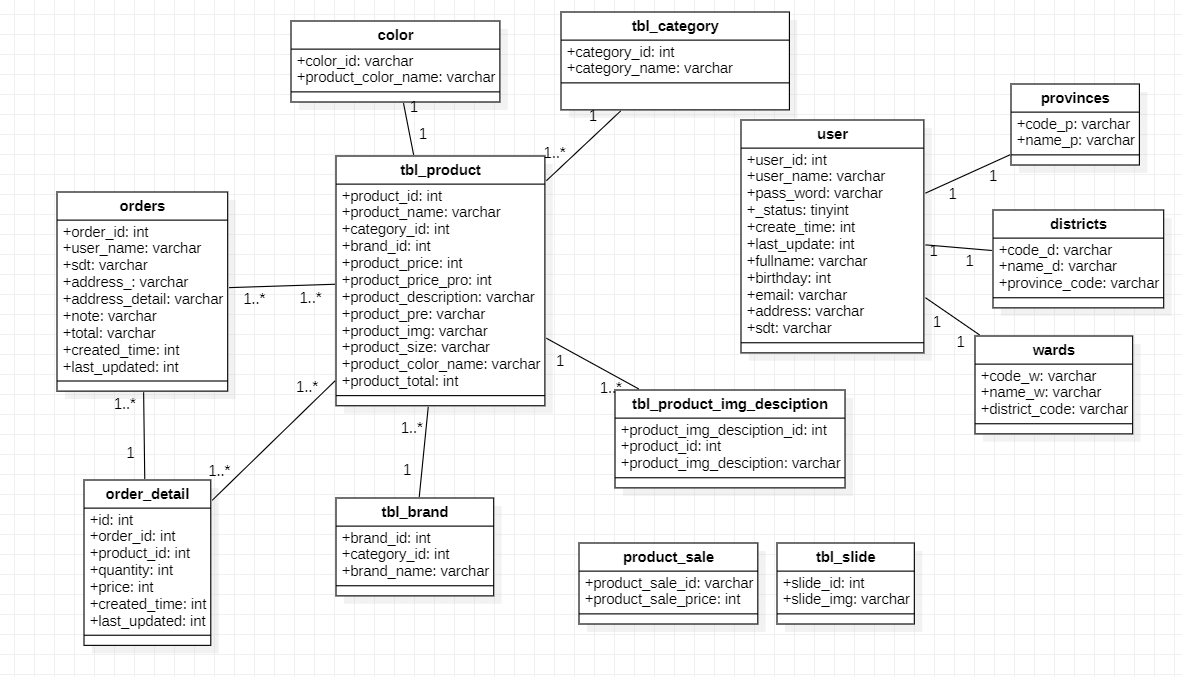 color
+color_id: varchar
+product_color_name: varchar
1
1
tbl_category
+category_id: int
+category_name: varchar
1
1..*
provinces
+code_p: varchar
+name_p: varchar
user
+user_id: int
+user_name: varchar
+pass_word: varchar
+_status: tinyint
+create_time: int
+last_update: int
+fullname: varchar
+birthday: int
+email: varchar
+address: varchar
+sdt: varchar
1
1
1
1
1
1
districts
+code_d: varchar
+name_d: varchar
+province_code: varchar
wards
+code_w: varchar
+name_w: varchar
+district_code: varchar
tbl_product
+product_id: int
+product_name: varchar
+category_id: int
+brand_id: int
+product_price: int
+product_price_pro: int
+product_description: varchar
+product_pre: varchar
+product_img: varchar
+product_size: varchar
+product_color_name: varchar
+product_total: int
orders
+order_id: int
+user_name: varchar
+sdt: varchar
+address_: varchar
+address_detail: varchar
+note: varchar
+total: varchar
+created_time: int
+last_updated: int
1..*
1..*
1..*
1
1..*
1..*
1..*
1
1
1..*
tbl_product_img_desciption
+product_img_desciption_id: int
+product_id: int
+product_img_desciption: varchar
order_detail
+id: int
+order_id: int
+product_id: int
+quantity: int
+price: int
+created_time: int
+last_updated: int
tbl_brand
+brand_id: int
+category_id: int
+brand_name: varchar
product_sale
+product_sale_id: varchar
+product_sale_price: int
tbl_slide
+slide_id: int
+slide_img: varchar